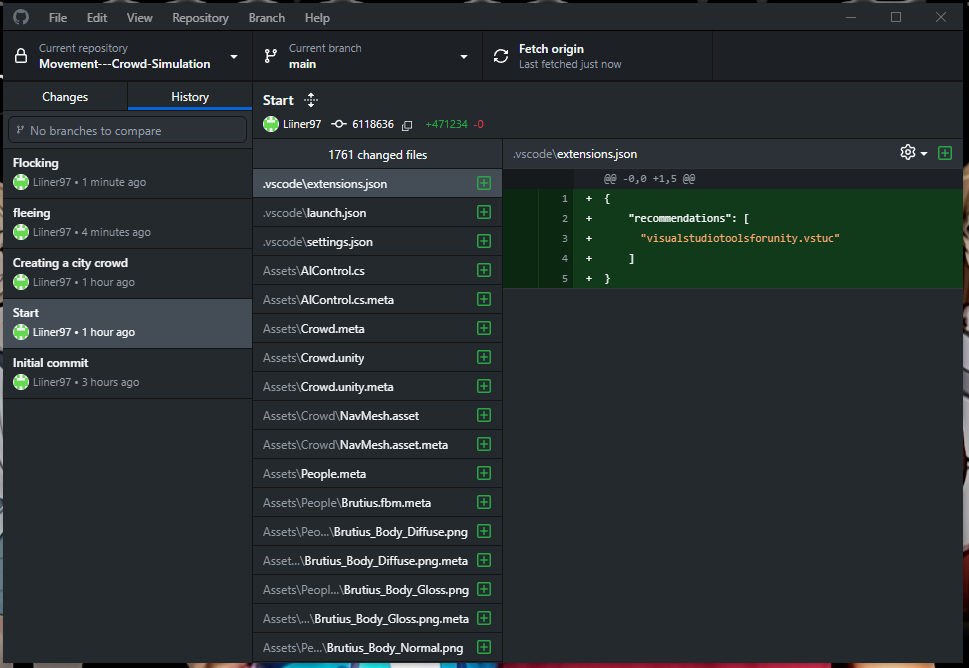 File Edit View Repository Branch Help
Current repository
Movement---Crowd-Simulation
Current branch
main
Fetch origin
Last fetched just now
Changes History
No branches to compare
Flocking
Liiner97 • 1 minute ago
fleeing
Liiner97 • 4 minutes ago
Creating a city crowd
Liiner97 • 1 hour ago
Start
Liiner97 • 1 hour ago
Initial commit
Liiner97 • 3 hours ago
Start
Liiner97 6118636 +471234 -0
1761 changed files
.vscode\extensions.json
.vscode\launch.json
.vscode\settings.json
Assets\AIControl.cs
Assets\AIControl.cs.meta
Assets\Crowd.meta
Assets\Crowd.unity
Assets\Crowd.unity.meta
Assets\Crowd\NavMesh.asset
Assets\Crowd\NavMesh.asset.meta
Assets\People.meta
Assets\People\Brutius.fbm.meta
Assets\Peo...\Brutius_Body_Diffuse.png
Asset...\Brutius_Body_Diffuse.png.meta
Assets\Peopl...\Brutius_Body_Gloss.png
Assets\...\Brutius_Body_Gloss.png.meta
Assets\Pe...\Brutius_Body_Normal.png
.vscode\extensions.json
@@ -0,0 +1,5 @@
1 + {
2 + "recommendations": [
3 + "visualstudiotoolsforunity.vstuc"
4 + ]
5 + }